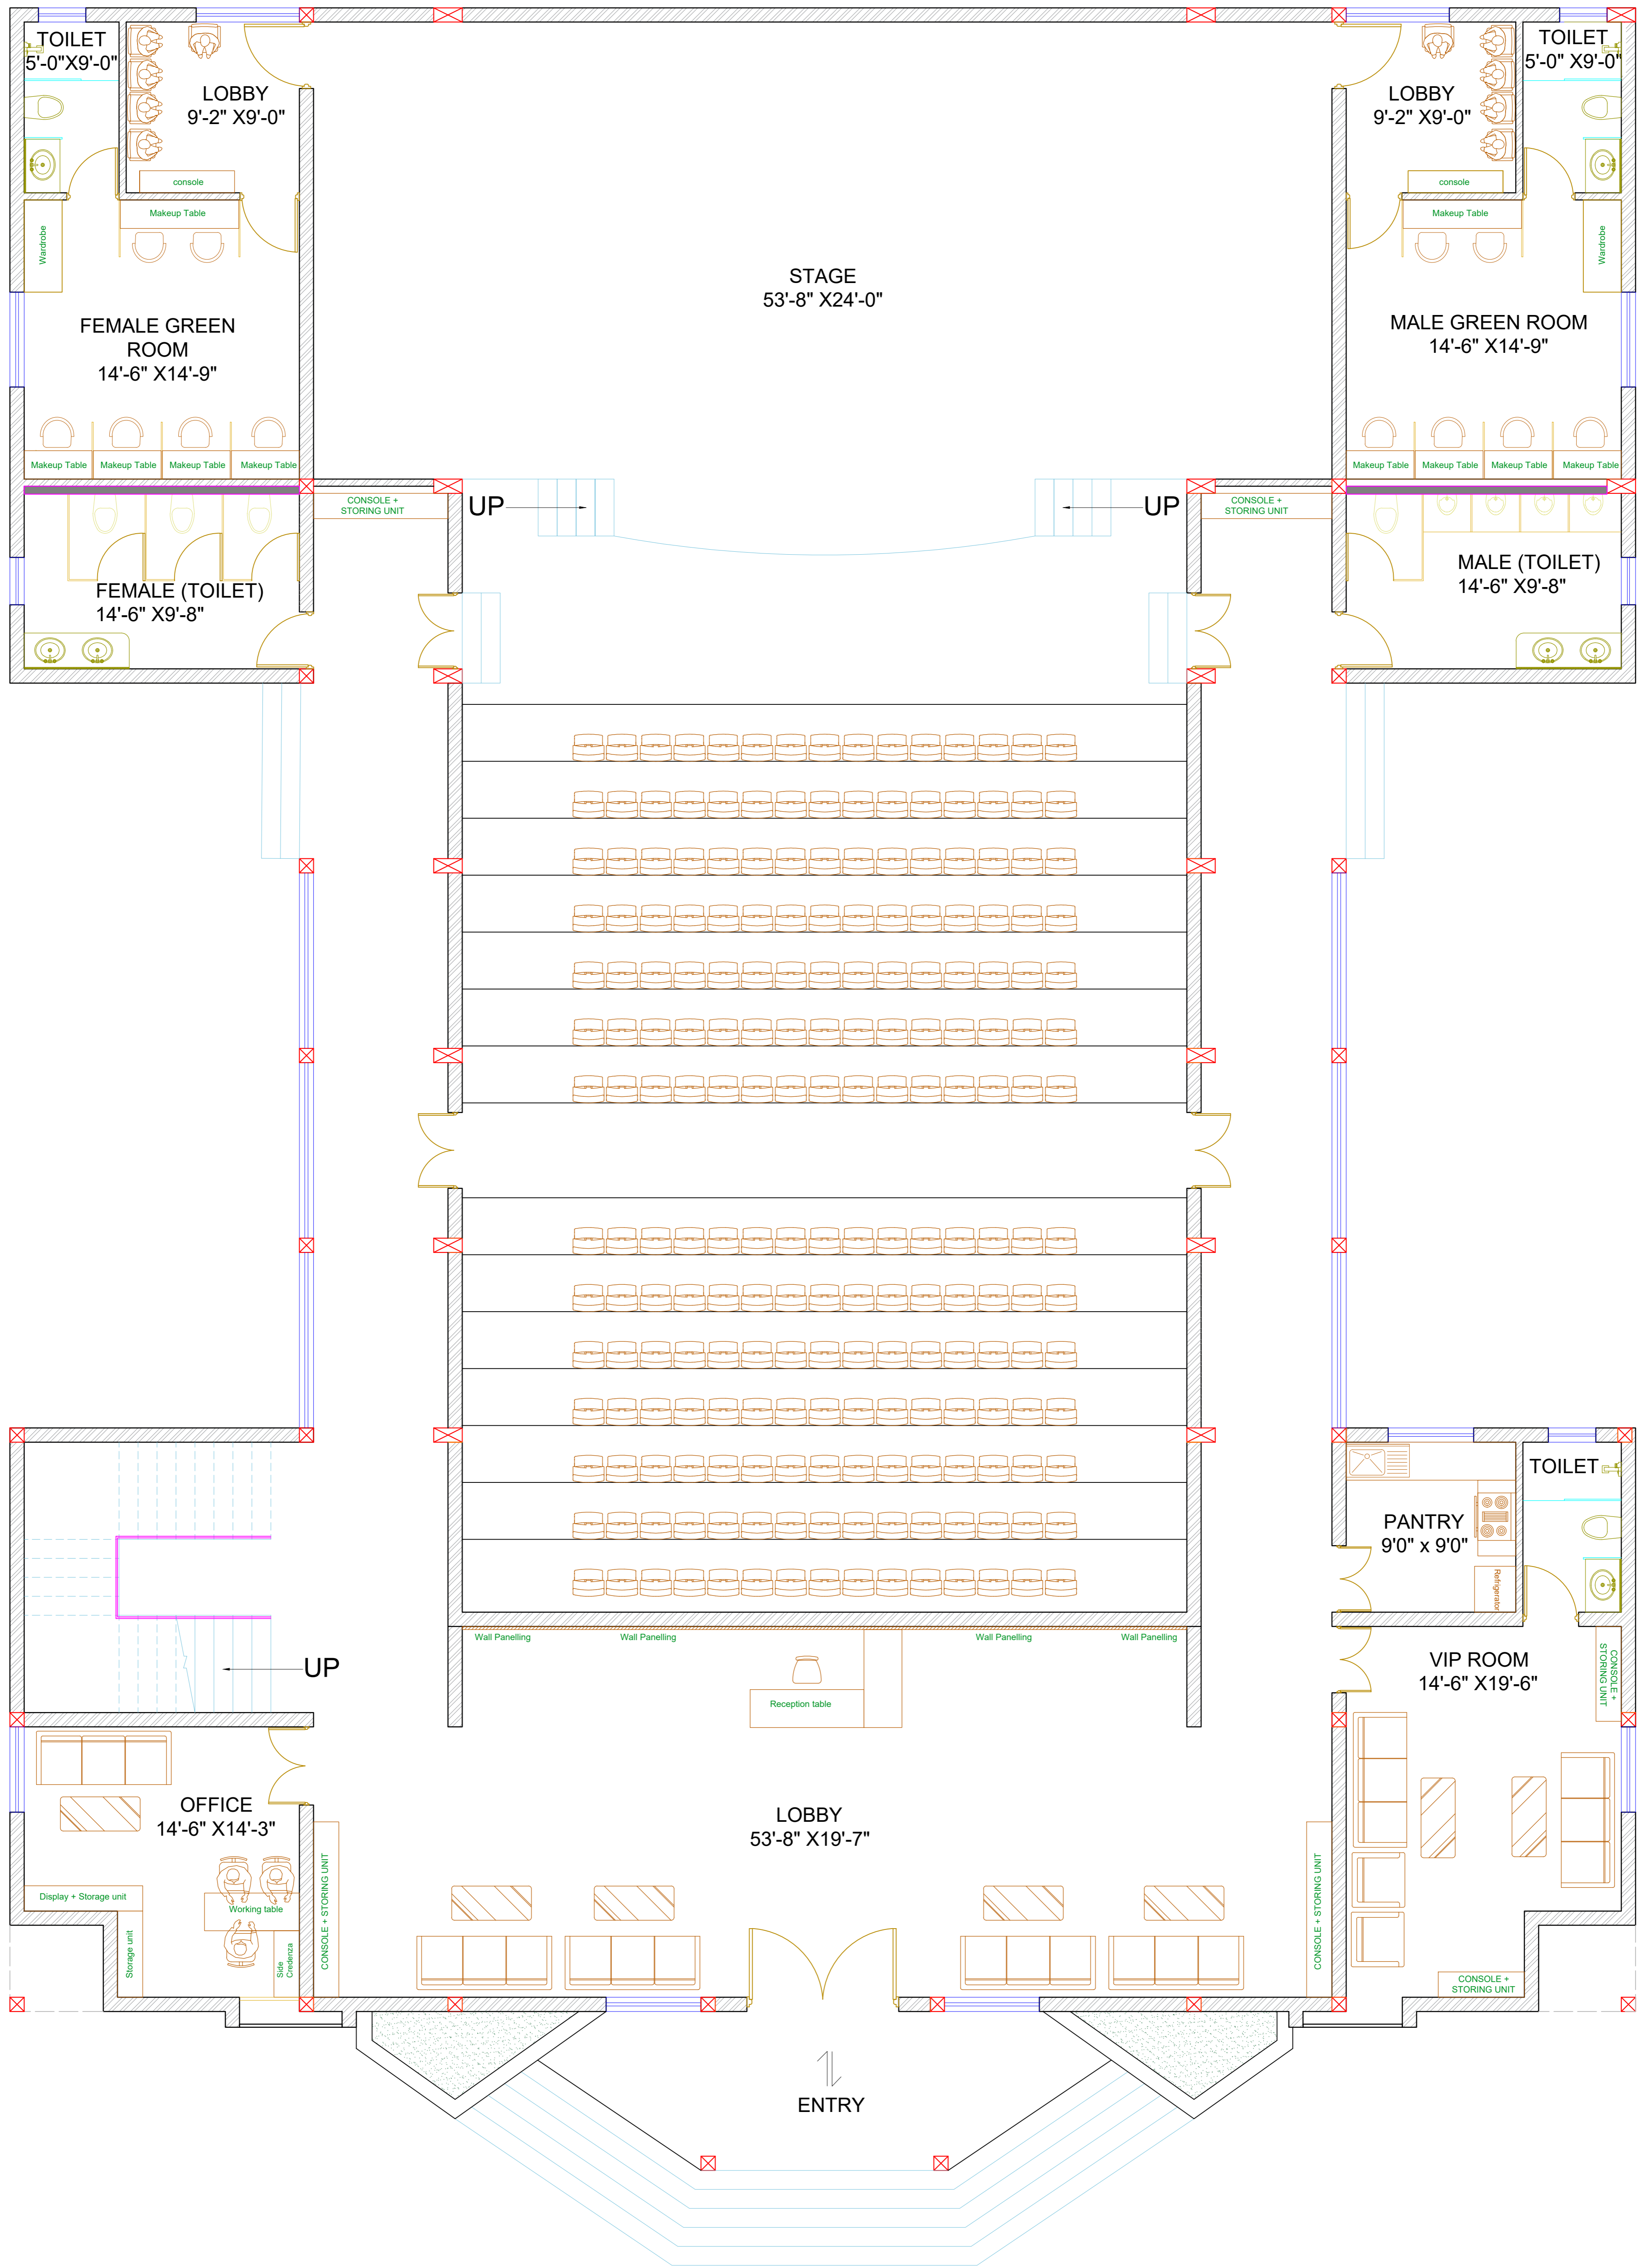 TOILET
5'-0"X9'-0"
LOBBY
9'-2" X9'-0"
console
Makeup Table
Wardrobe
FEMALE GREEN
ROOM
14'-6" X14'-9"
Makeup Table
Makeup Table
Makeup Table
Makeup Table
STAGE
53'-8" X24'-0"
LOBBY
9'-2" X9'-0"
TOILET
5'-0" X9'-0"
console
Makeup Table
Wardrobe
MALE GREEN ROOM
14'-6" X14'-9"
Makeup Table
Makeup Table
Makeup Table
Makeup Table
CONSOLE +
STORING UNIT
UP
UP
CONSOLE +
STORING UNIT
FEMALE (TOILET)
14'-6" X9'-8"
MALE (TOILET)
14'-6" X9'-8"
TOILET
PANTRY
9'0" x 9'0"
Refrigerator
Wall Panelling
Wall Panelling
Wall Panelling
Wall Panelling
UP
Reception table
VIP ROOM
14'-6" X19'-6"
CONSOLE +
STORING UNIT
OFFICE
14'-6" X14'-3"
LOBBY
53'-8" X19'-7"
Display + Storage unit
Working table
Storage unit
Side
Credenza
CONSOLE + STORING UNIT
CONSOLE + STORING UNIT
CONSOLE +
STORING UNIT
ENTRY